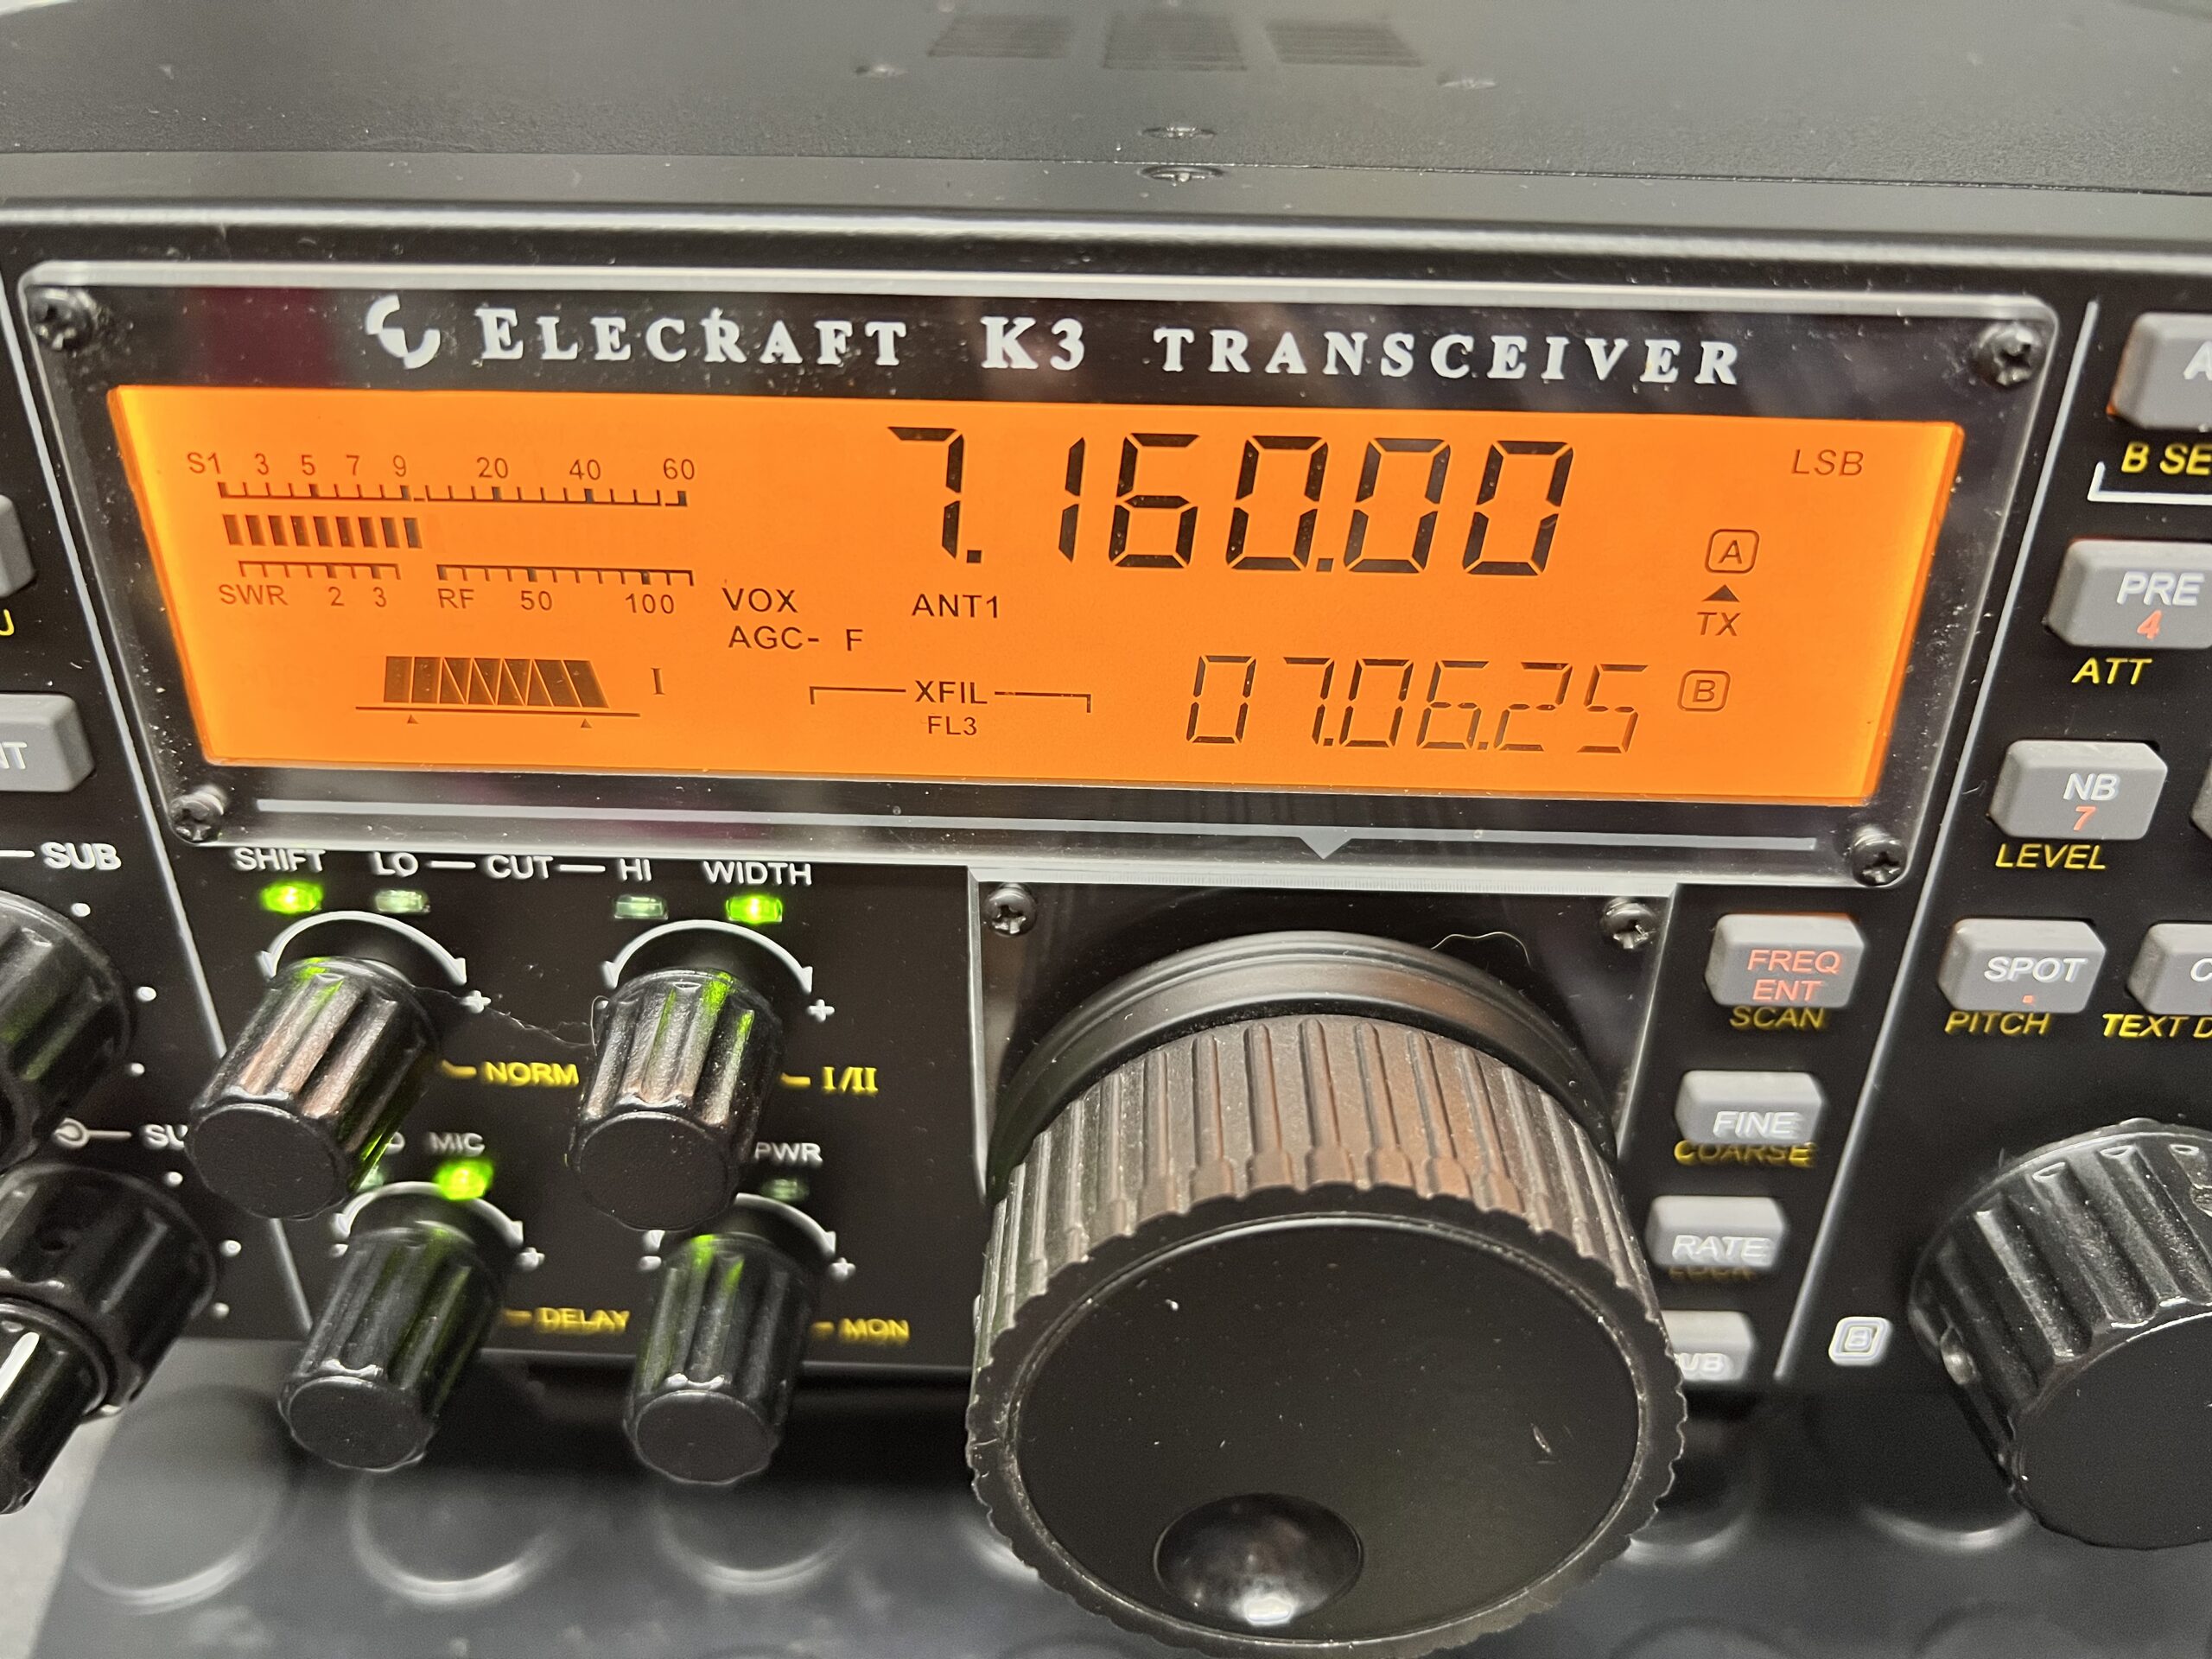 ELECRAFT K3 TRANSCEIVER
S1 3 5 7 9 20 40 60
7.160.00
LSB
A
SWR 2 3 RF 50 100
VOX
ANT1
TX
AGC- F
I
XFIL
FL3
07.06.25
B
B SE
PRE
4
ATT
NB
7
LEVEL
SUB
SHIFT LO CUT HI WIDTH
+
+
FREQ
ENT
SCAN
SPOT
.
PITCH
TEXT D
NORM
I/II
FINE
COARSE
MIC
PWR
+
+
RATE
DELAY
MON
B